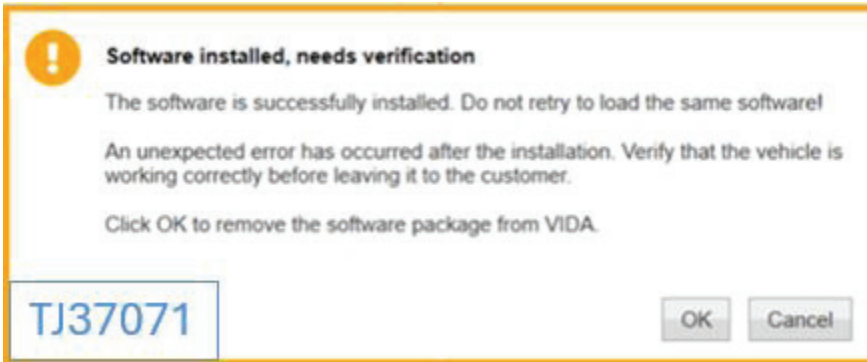 Software installed, needs verification
The software is successfully installed. Do not retry to load the same software!
An unexpected error has occurred after the installation. Verify that the vehicle is
working correctly before leaving it to the customer.
Click OK to remove the software package from VIDA.
TJ37071
OK
Cancel